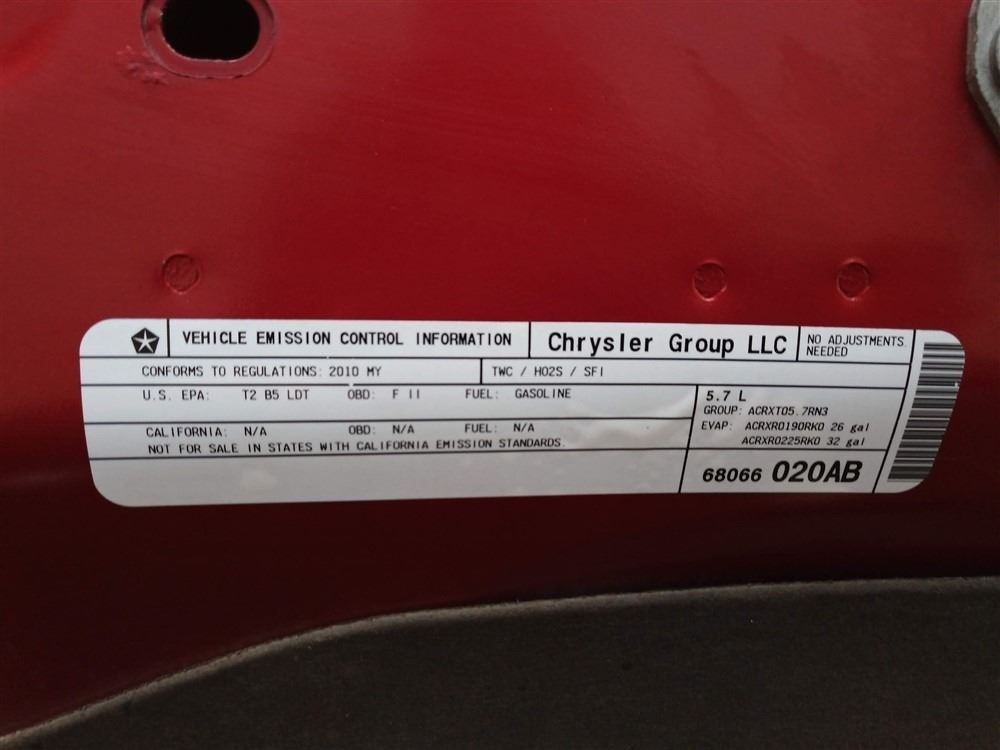 VEHICLE EMISSION CONTROL INFORMATION
Chrysler Group LLC
NO ADJUSTMENTS
NEEDED
CONFORMS TO REGULATIONS: 2010 MY
TWC / HO2S / SFI
U.S. EPA: T2 B5 LDT OBD: F II FUEL: GASOLINE
CALIFORNIA: N/A OBD: N/A FUEL: N/A
NOT FOR SALE IN STATES WITH CALIFORNIA EMISSION STANDARDS.
5.7 L
GROUP: ACRXT05.7RN3
EVAP: ACRXR0190RK0 26 gal
ACRXR0225RK0 32 gal
68066 020AB